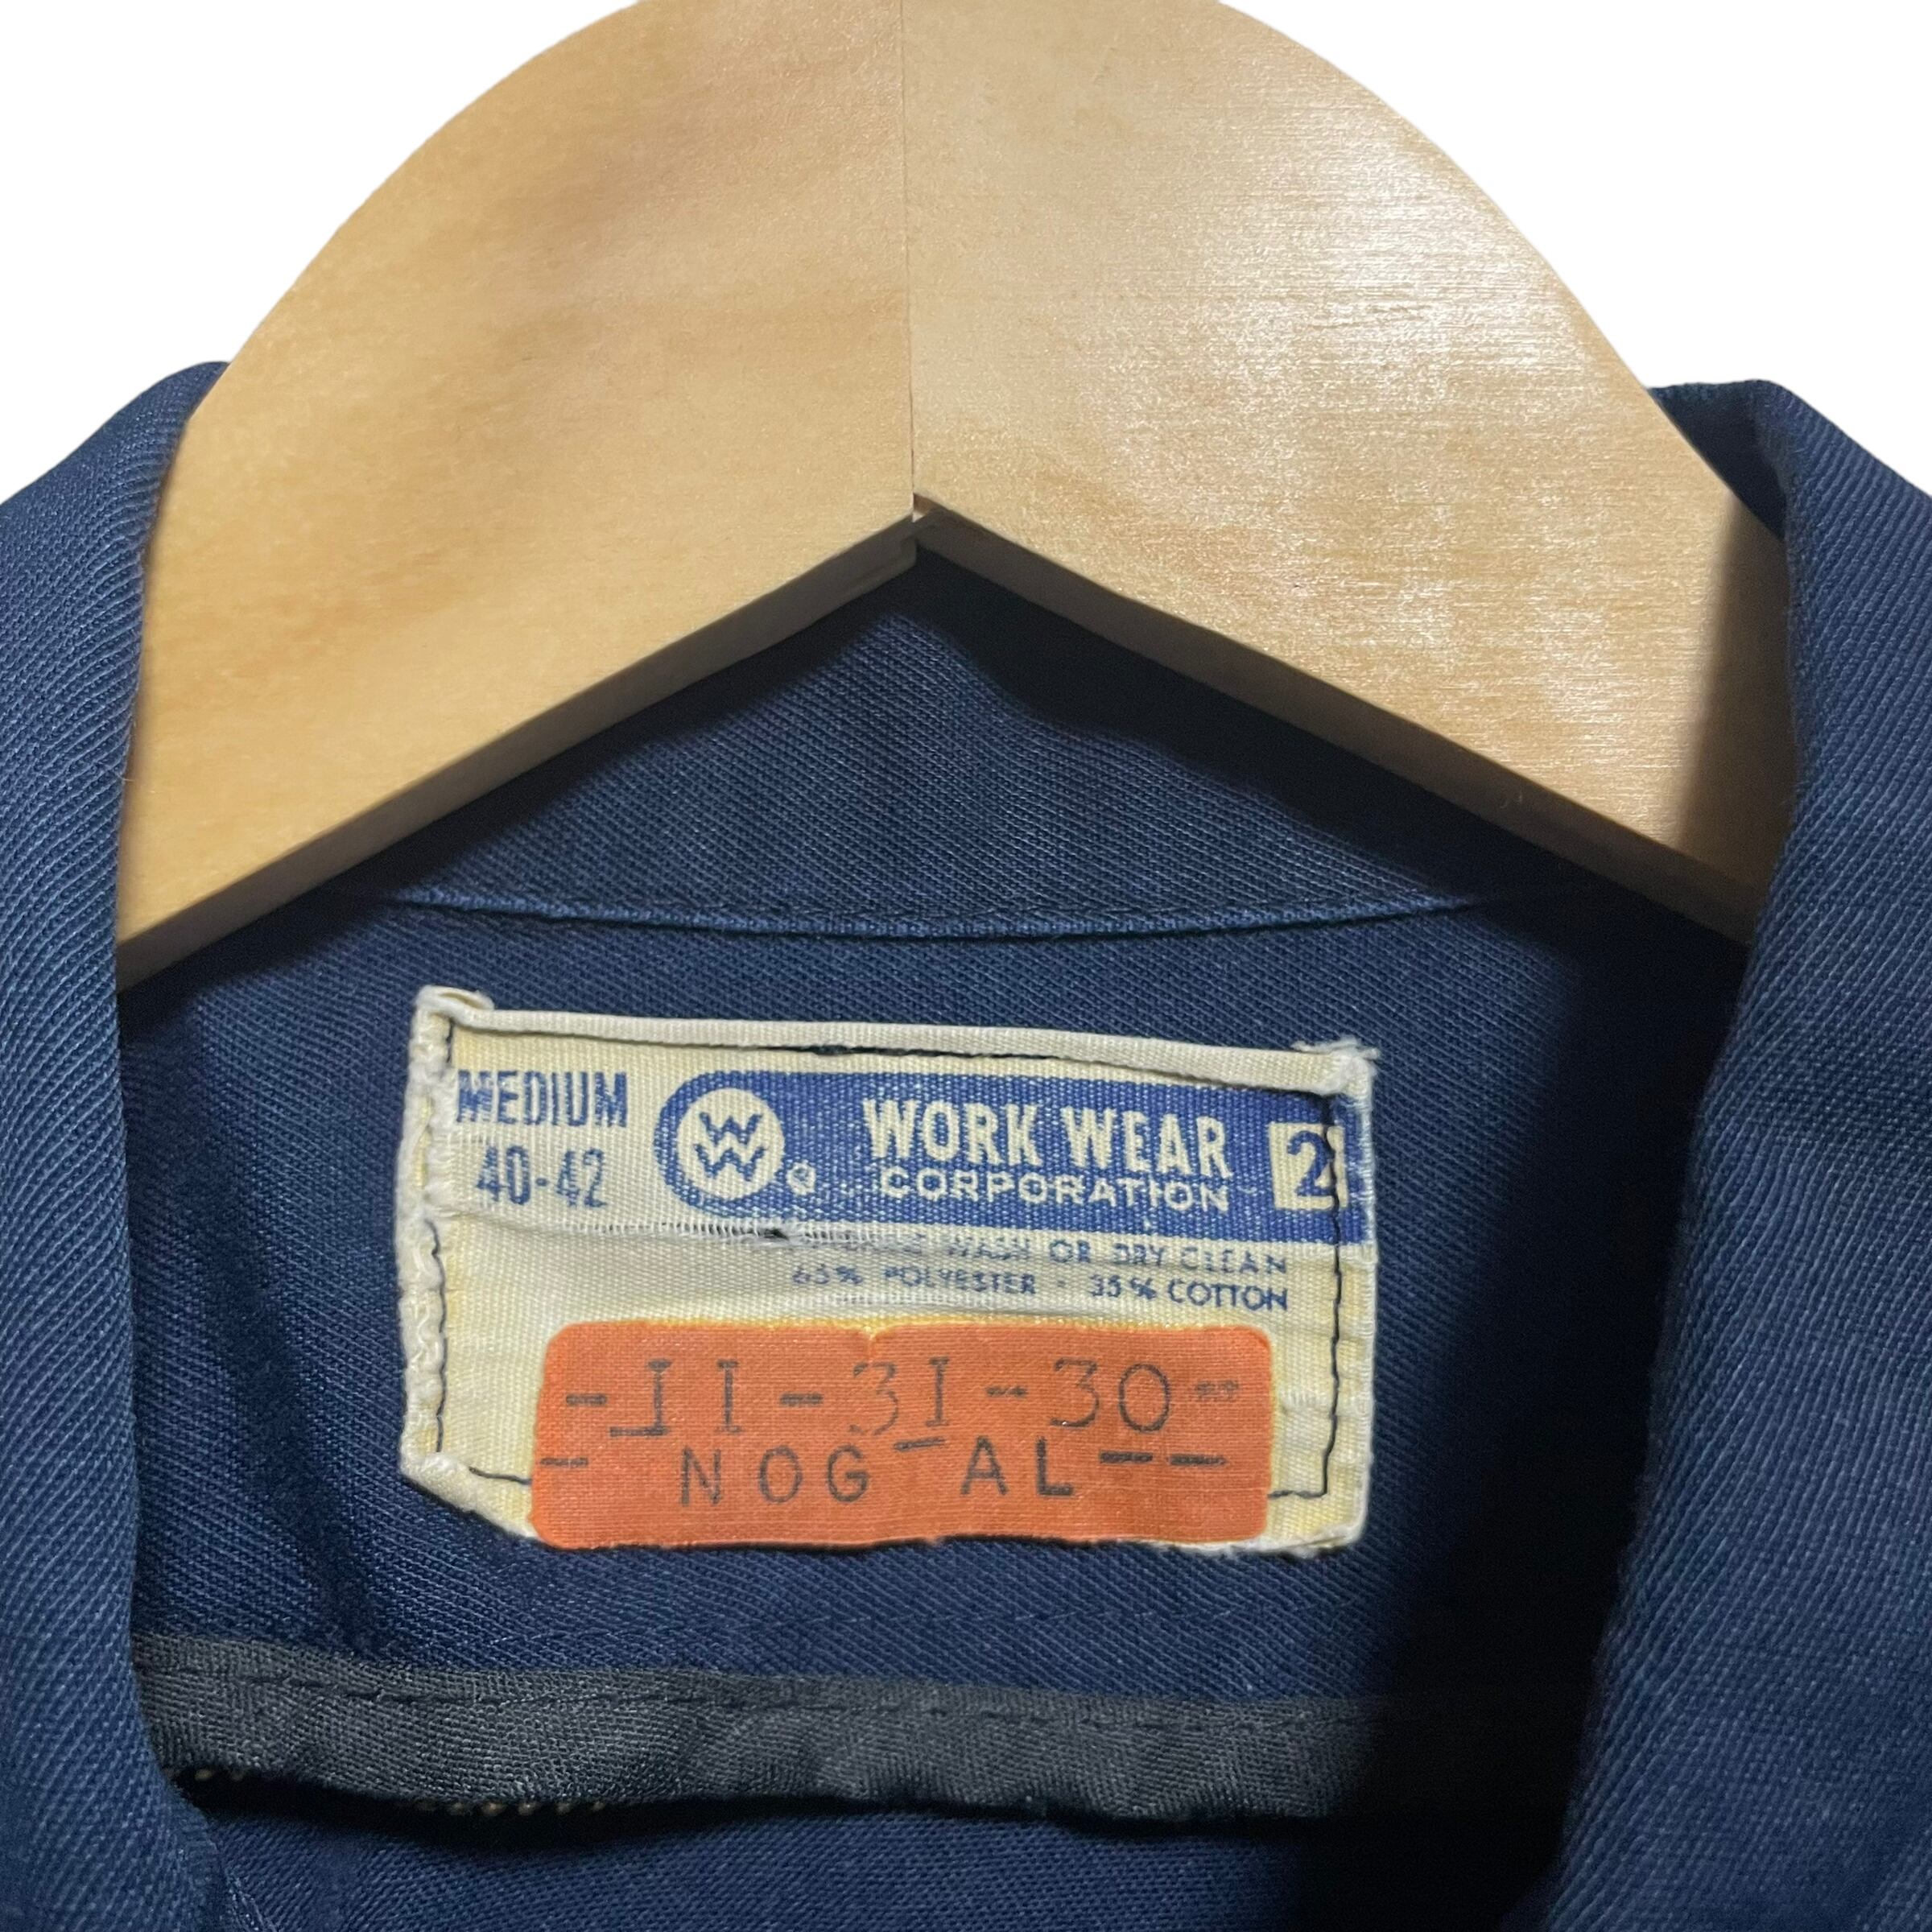 MEDIUM
40-42
WW
WORK WEAR
CORPORATION
2
WASH OR DRY CLEAN
65% POLYESTER · 35% COTTON
-11-31-30--
- NOG-AL--